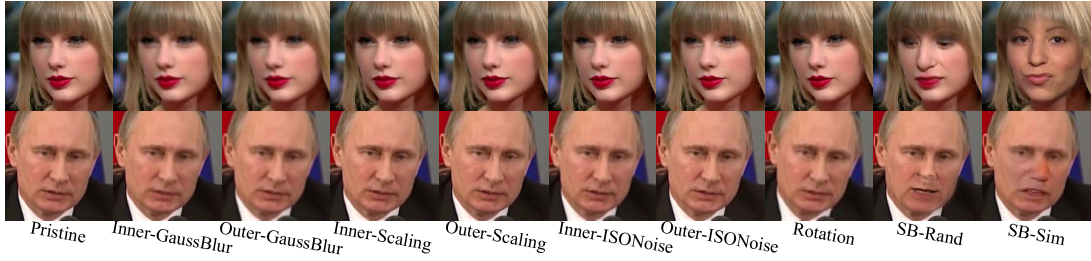 Pristine
Inner-GaussBlur
Outer-GaussBlur
Inner-Scaling
Outer-Scaling
Inner-ISONoise
Outer-ISONoise
Rotation
SB-Rand
SB-Sim